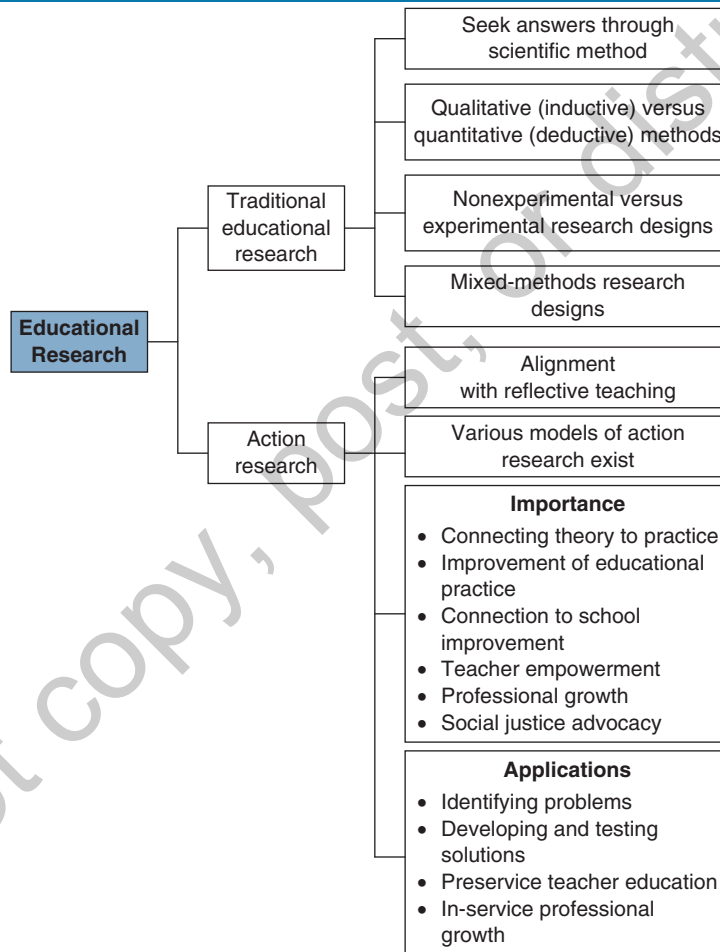 Seek answers through
scientific method
Qualitative (inductive) versus
quantitative (deductive) methods
Traditional
educational
research
Nonexperimental versus
experimental research designs
Mixed-methods research
designs
Educational
Research
Alignment
with reflective teaching
Action
research
Various models of action
research exist
Importance
• Connecting theory to practice
• Improvement of educational
practice
• Connection to school
improvement
• Teacher empowerment
• Professional growth
• Social justice advocacy
Applications
• Identifying problems
• Developing and testing
solutions
• Preservice teacher education
• In-service professional
growth
copy, post, or